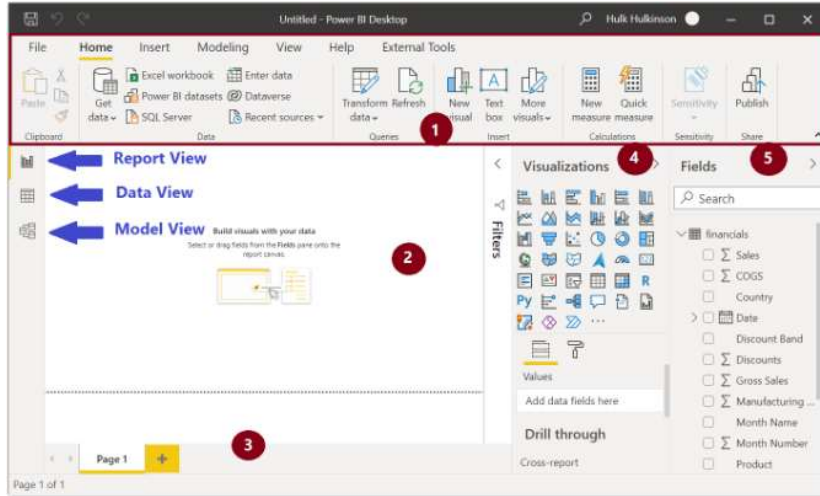 Untitled - Power BI Desktop
Hulk Hulkinson
File Home Insert Modeling View Help External Tools
Paste
Clipboard
Get data
Excel workbook
Power BI datasets
SQL Server
Enter data
Dataverse
Recent sources
Data
Transform data
Refresh
Queries
New visual
Text box
More visuals
Insert
New measure
Quick measure
Calculations
Sensitivity
Sensitivity
Publish
Share
1
Report View
Data View
Model View
Build visuals with your data
Select or drag fields from the Fields pane onto the
report canvas.
2
Filters
Visualizations
4
R
Py
Values
Add data fields here
Drill through
Cross-report
Fields
5
Search
financials
Σ Sales
Σ COGS
Country
Date
Discount Band
Σ Discounts
Σ Gross Sales
Σ Manufacturing ...
Month Name
Σ Month Number
Product
3
Page 1
+
Page 1 of 1